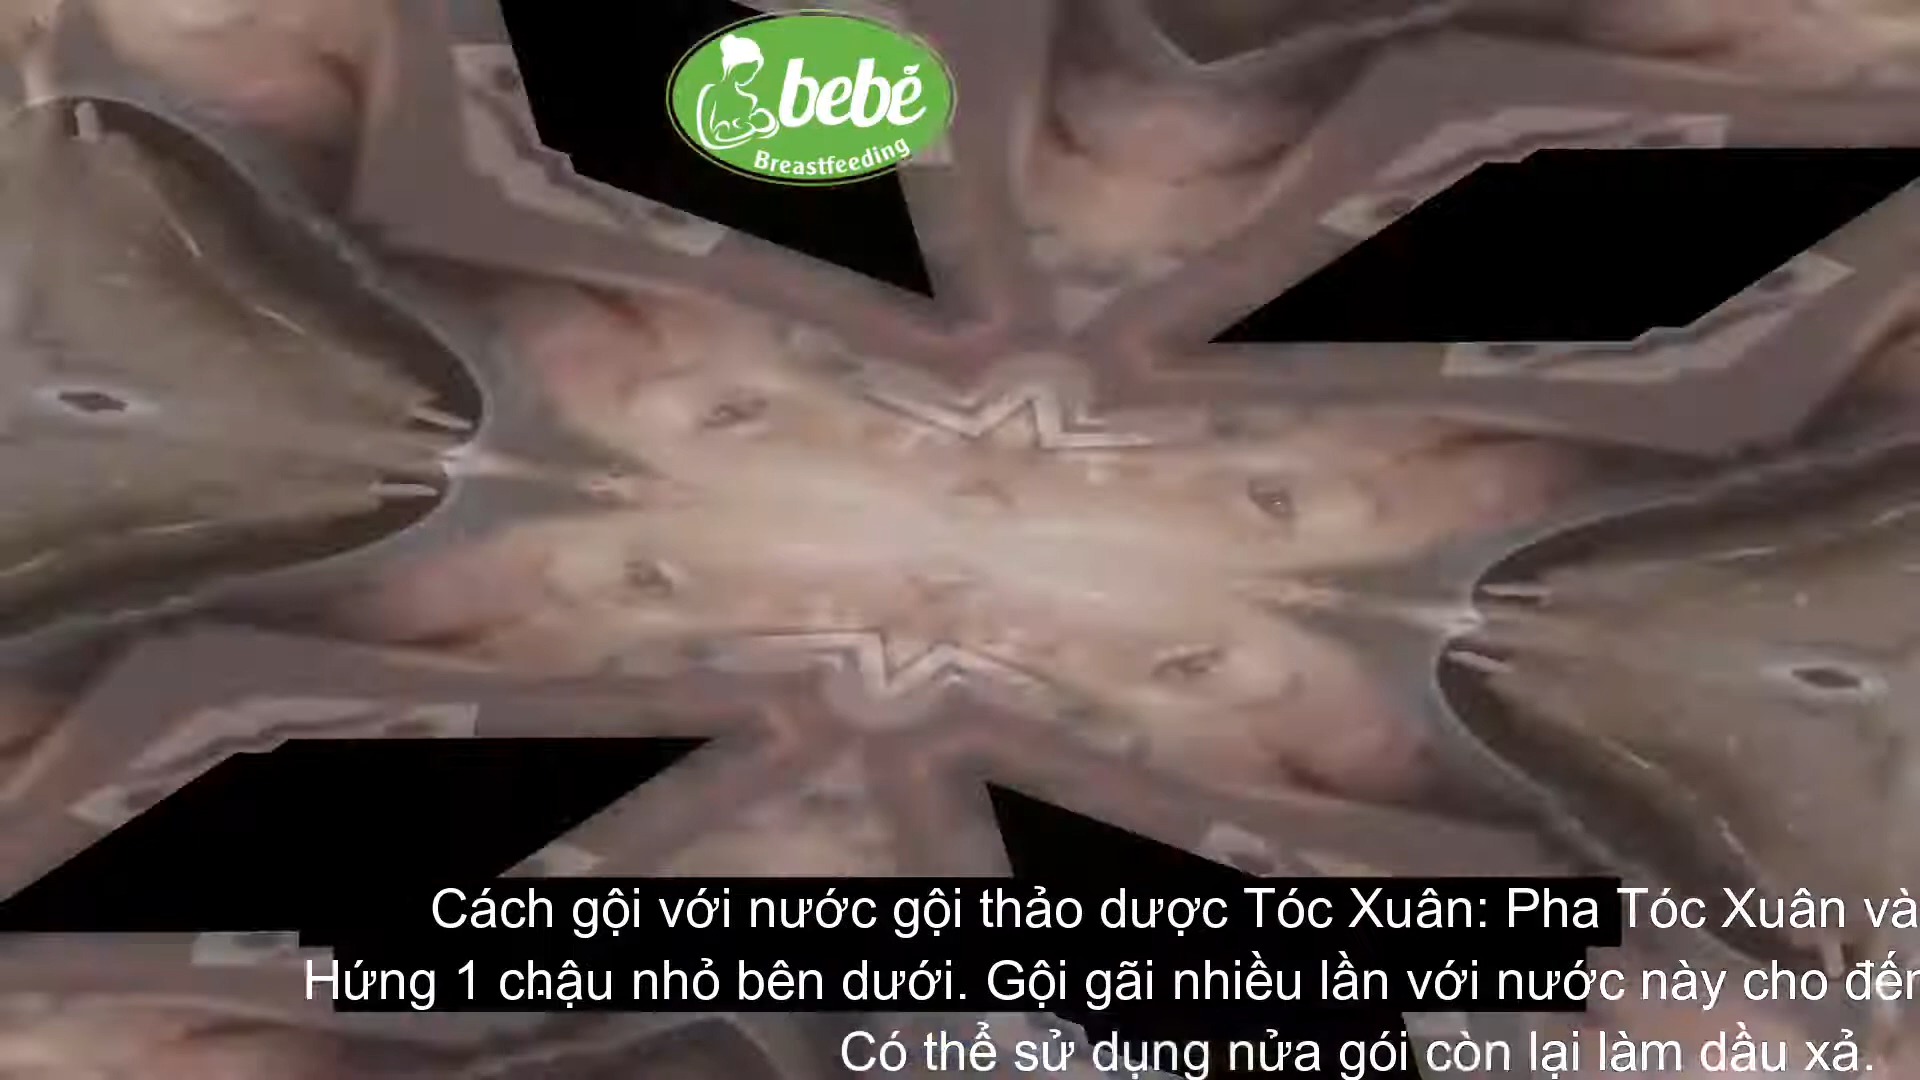 bebé
Breastfeeding
Cách gội với nước gội thảo dược Tóc Xuân: Pha Tóc Xuân và
Hứng 1 chậu nhỏ bên dưới. Gội gãi nhiều lần với nước này cho đến
Có thể sử dụng nửa gói còn lại làm dầu xả.